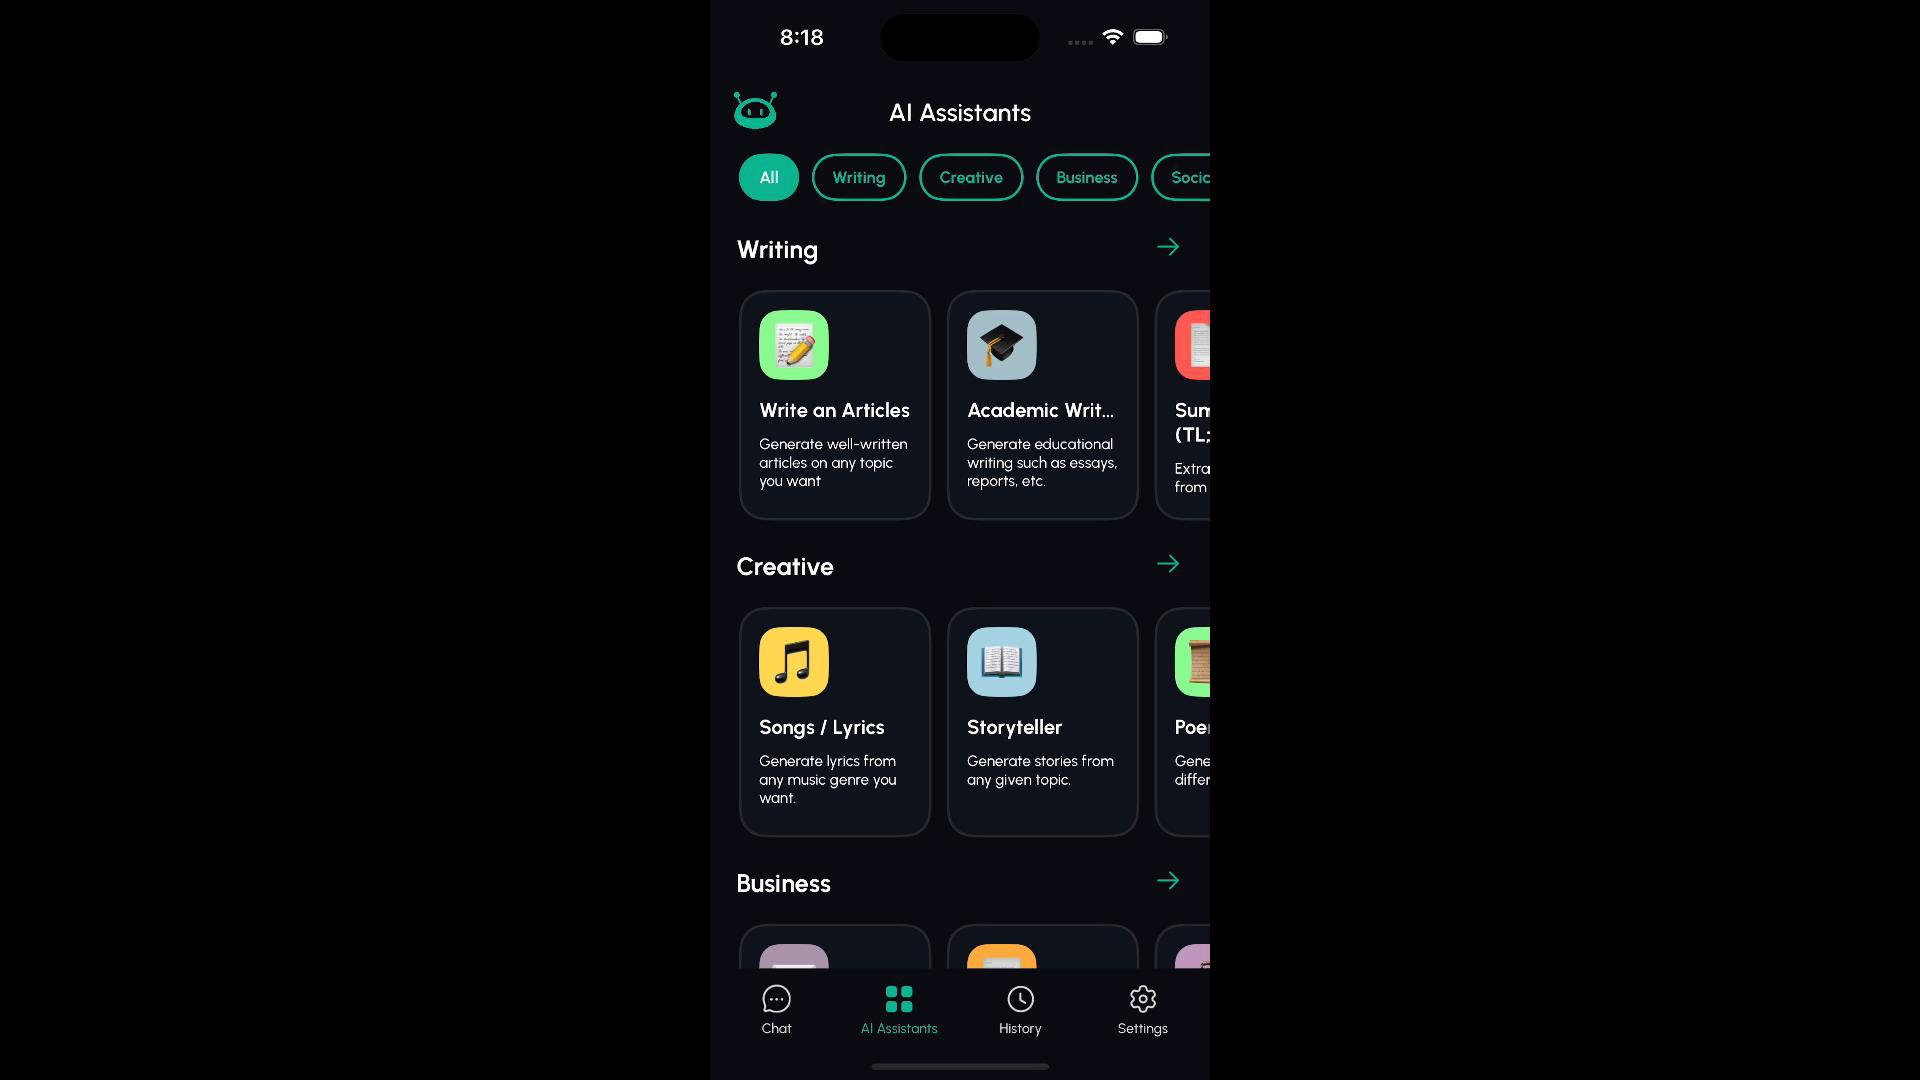 8:18
AI Assistants
All
Writing
Creative
Business
Socic
Writing
Write an Articles
Generate well-written
articles on any topic
you want
Academic Writ...
Generate educational
writing such as essays,
reports, etc.
Sum
(TL;
Extra
from
Creative
Songs / Lyrics
Generate lyrics from
any music genre you
want.
Storyteller
Generate stories from
any given topic.
Poe
Gene
differ
Business
Chat
AI Assistants
History
Settings